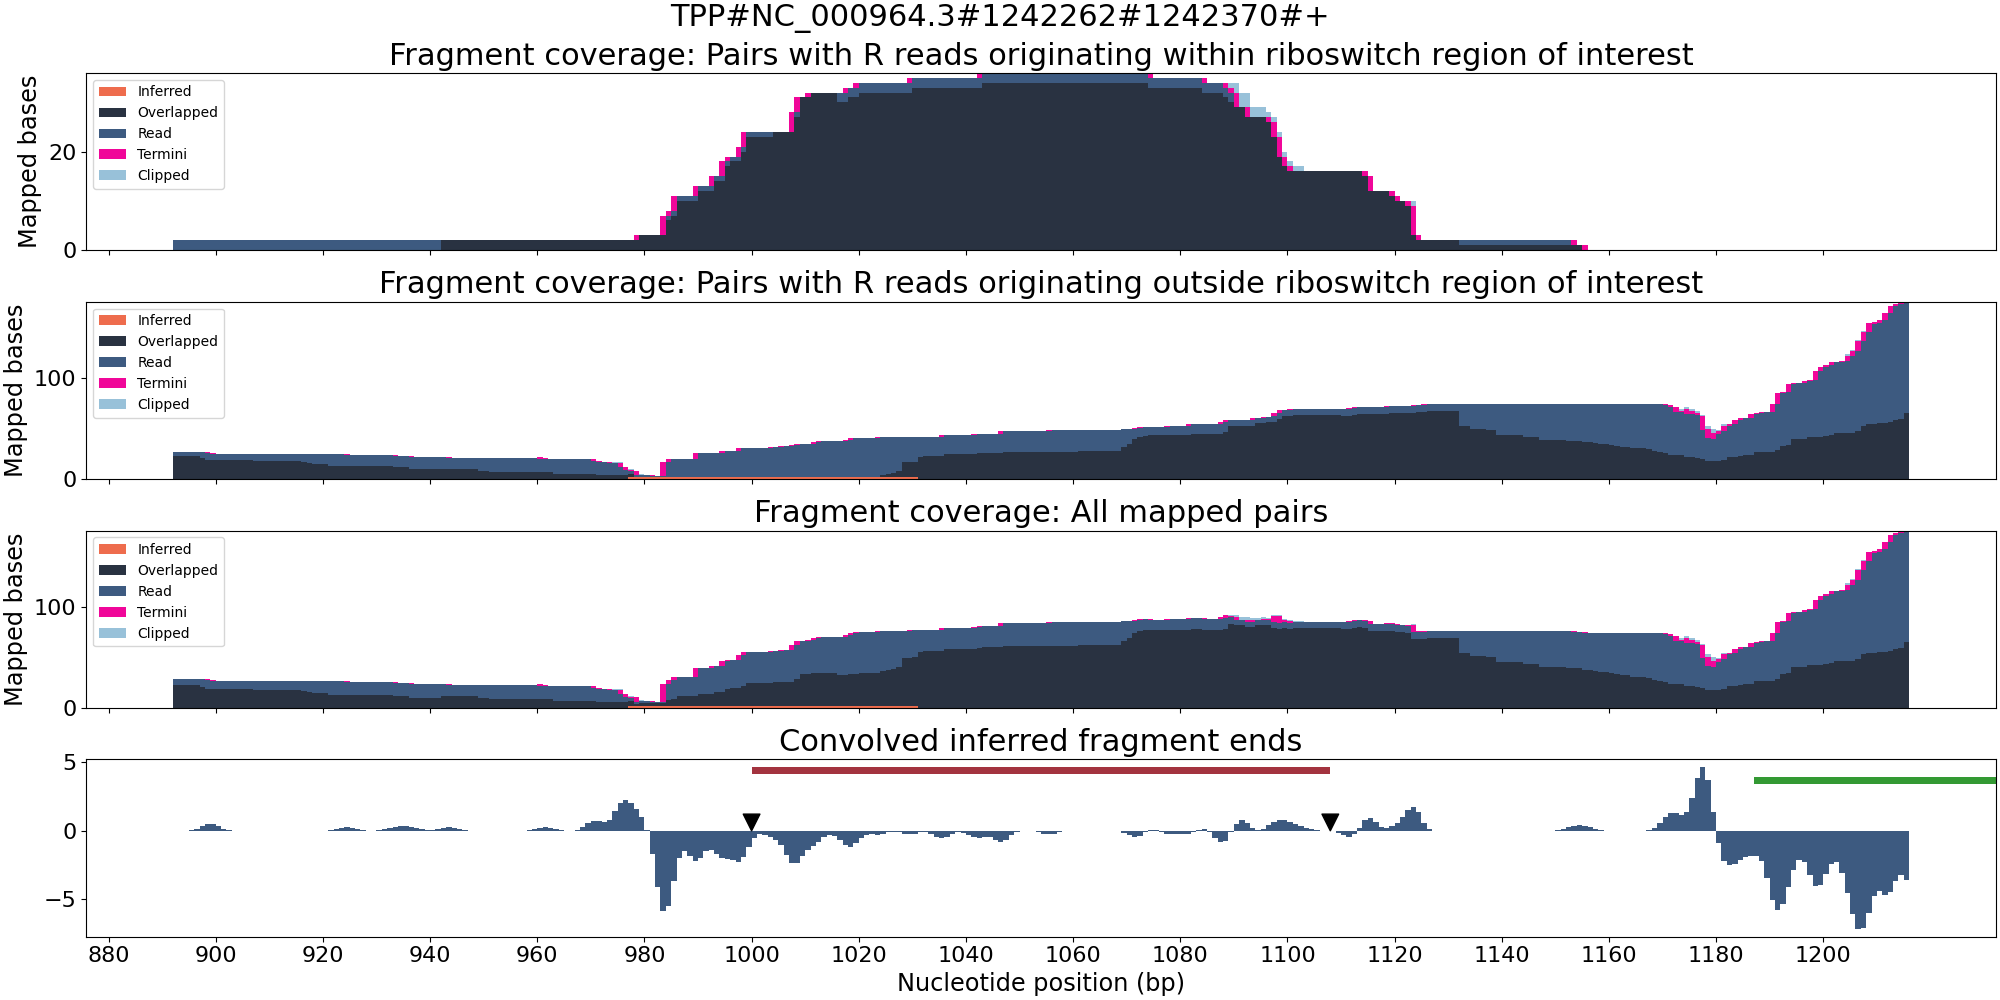 TPP#NC_000964.3#1242262#1242370#+
Fragment coverage: Pairs with R reads originating within riboswitch region of interest
Mapped bases
20
0
Inferred
Overlapped
Read
Termini
Clipped
Fragment coverage: Pairs with R reads originating outside riboswitch region of interest
Mapped bases
100
0
Inferred
Overlapped
Read
Termini
Clipped
Fragment coverage: All mapped pairs
Mapped bases
100
0
Inferred
Overlapped
Read
Termini
Clipped
Convolved inferred fragment ends
5
0
−5
880 900 920 940 960 980 1000 1020 1040 1060 1080 1100 1120 1140 1160 1180 1200
Nucleotide position (bp)